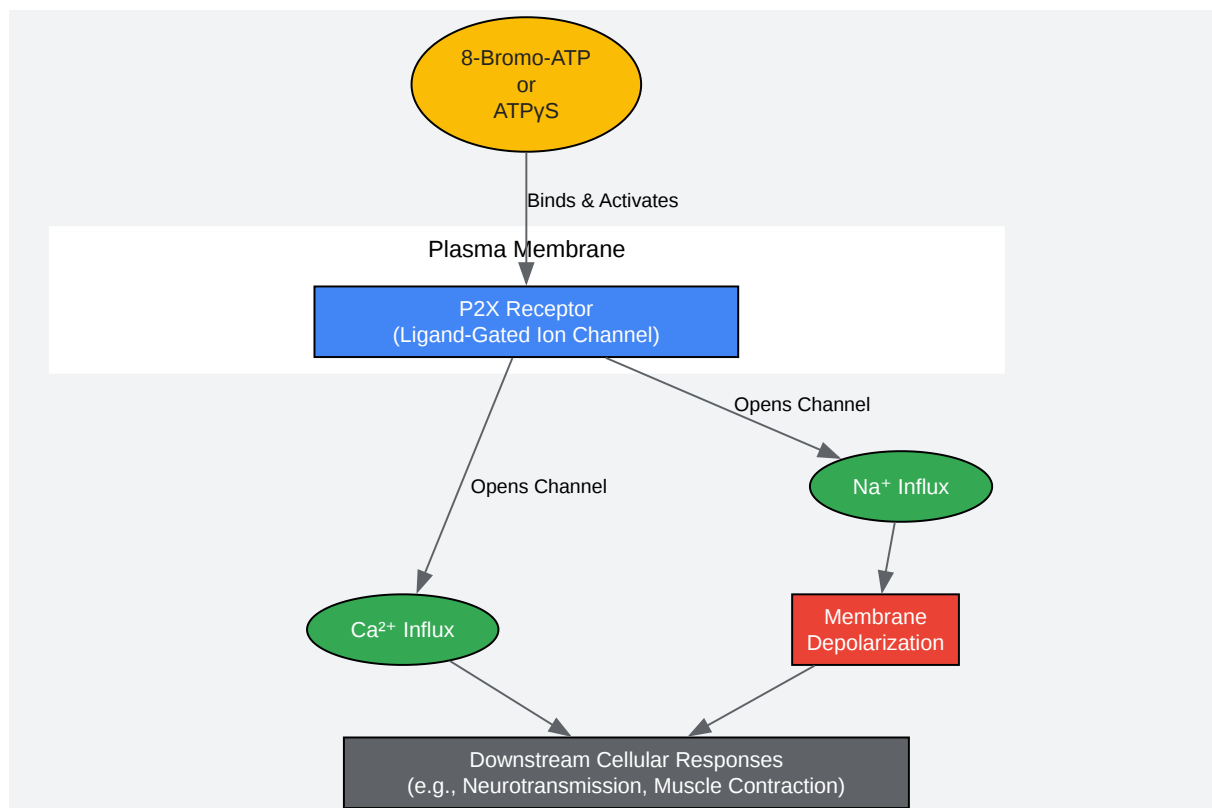 8-Bromo-ATP
or
ATPγS
Binds & Activates
Plasma Membrane
P2X Receptor
(Ligand-Gated Ion Channel)
Opens Channel
Opens Channel
Na⁺ Influx
Ca²⁺ Influx
Membrane
Depolarization
Downstream Cellular Responses
(e.g., Neurotransmission, Muscle Contraction)